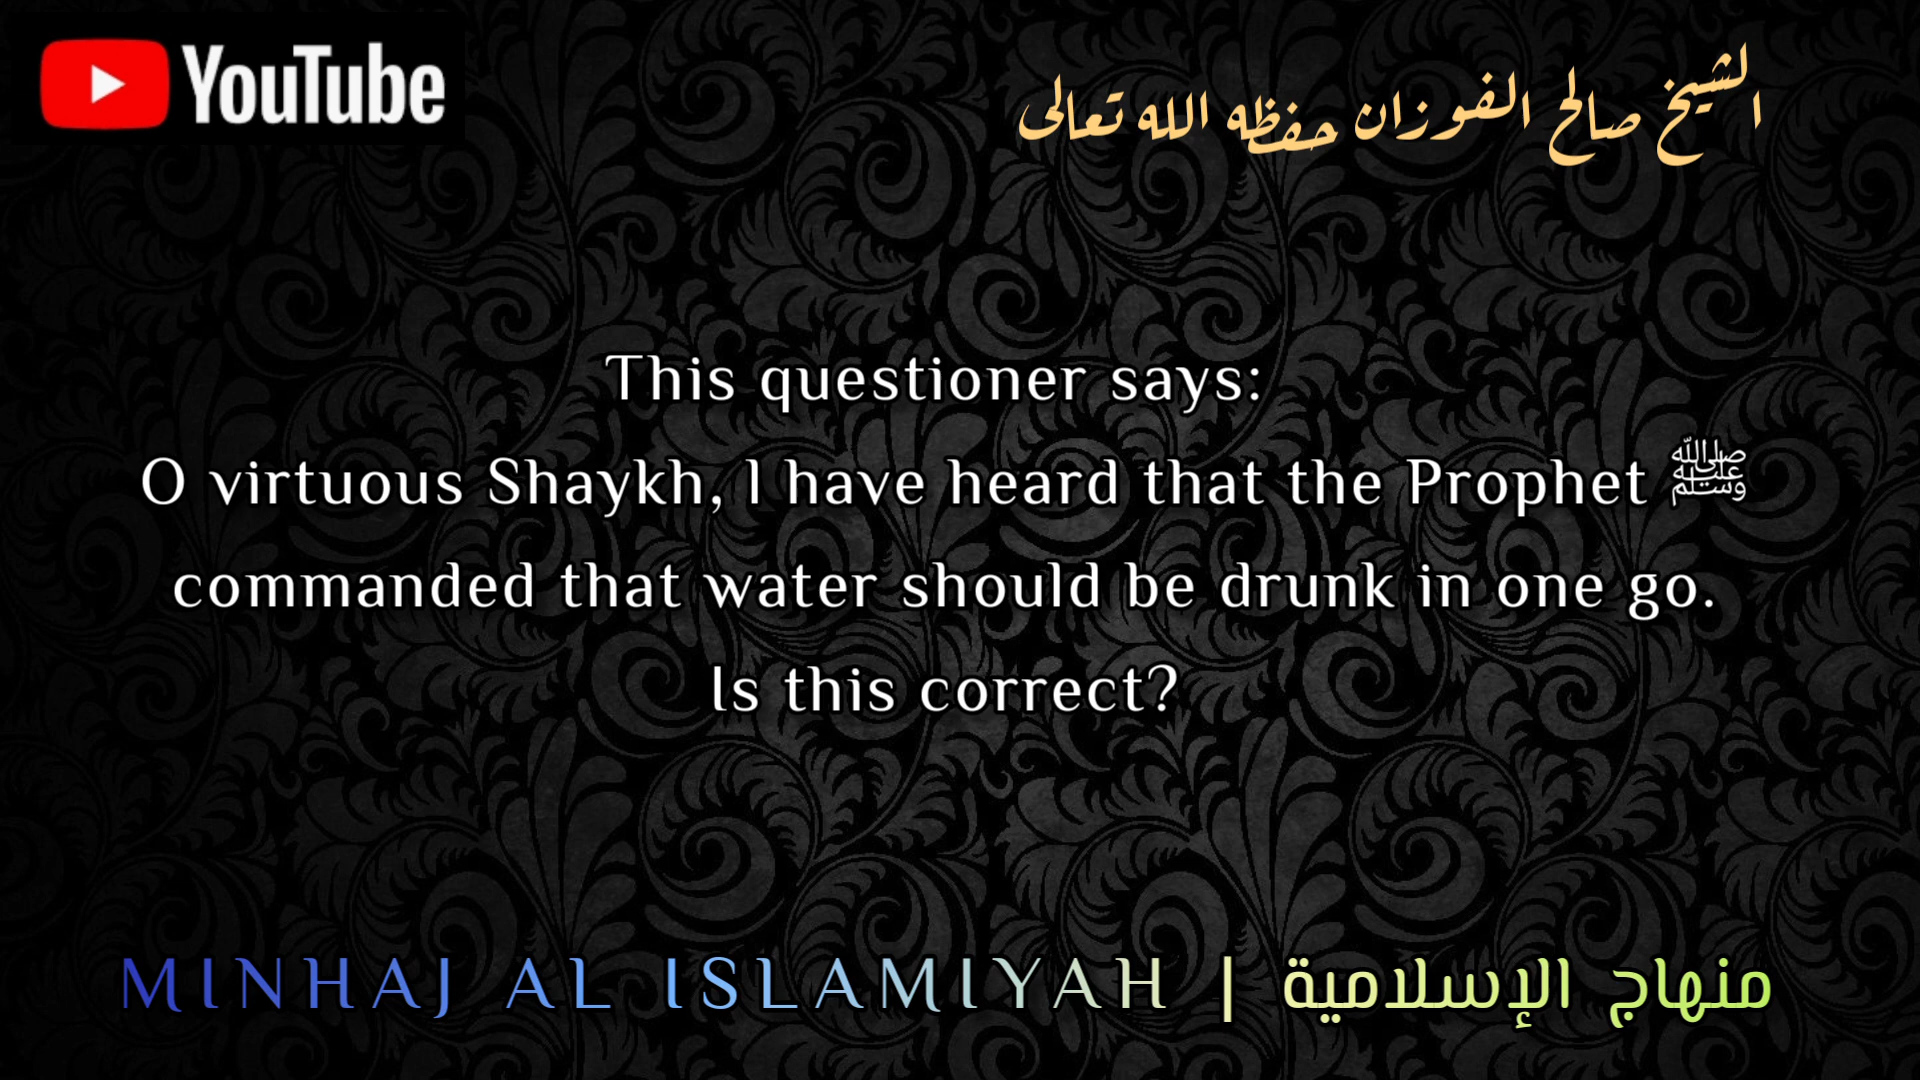 YouTube
الشيخ صالح الفوزان حفظه الله تعالى
This questioner says:
O virtuous Shaykh, I have heard that the Prophet ﷺ
commanded that water should be drunk in one go.
Is this correct?
MINHAJ AL ISLAMIYAH | منهاج الإسلامية